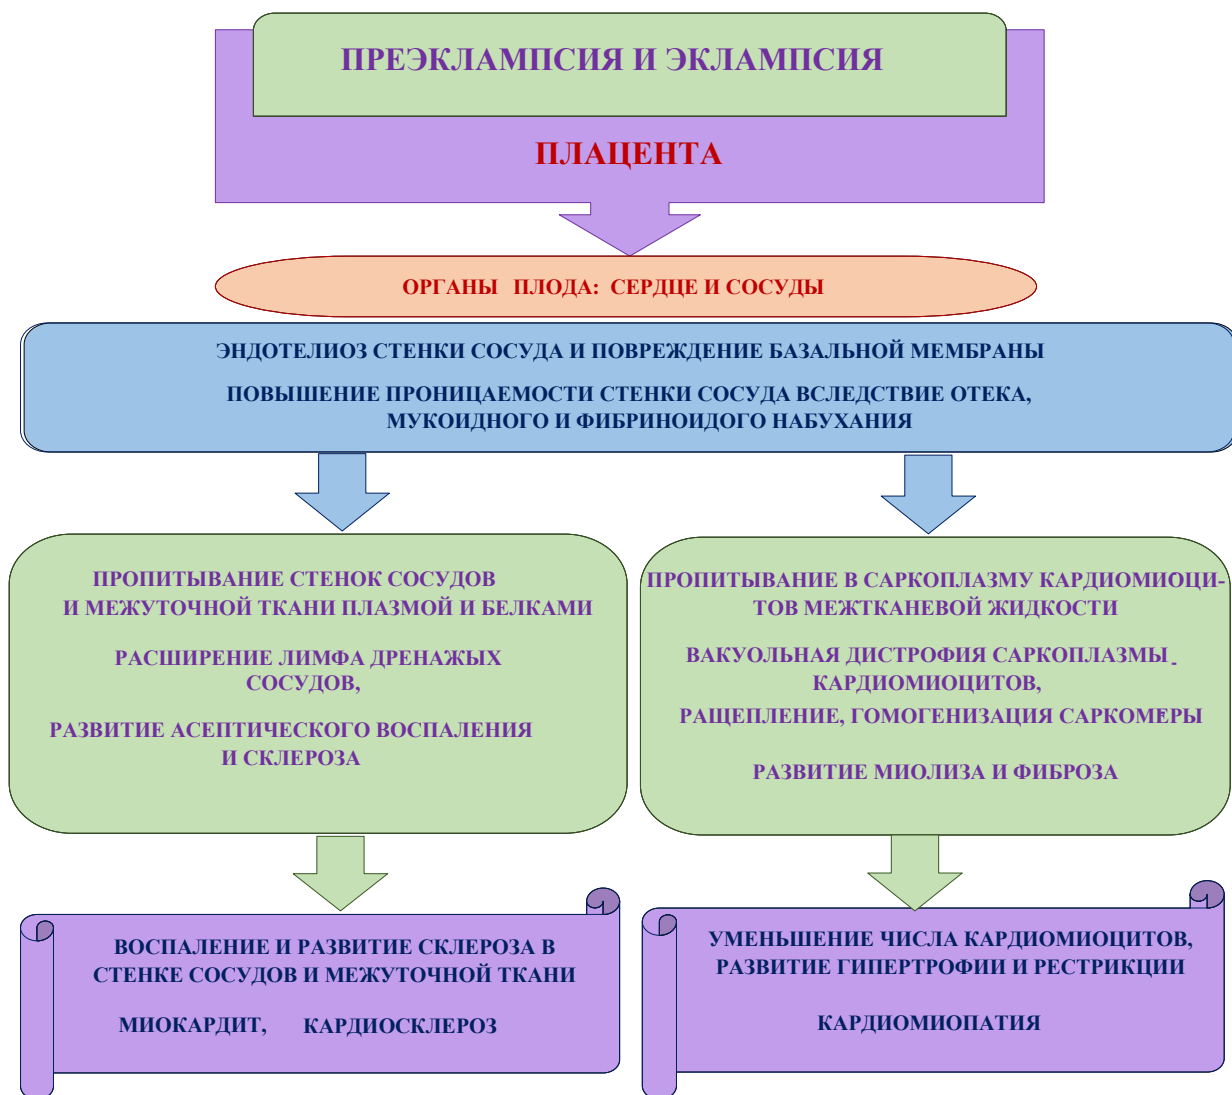 ПРЕЭКЛАМПСИЯ И ЭКЛАМПСИЯ
ПЛАЦЕНТА
ОРГАНЫ ПЛОДА: СЕРДЦЕ И СОСУДЫ
ЭНДОТЕЛИОЗ СТЕНКИ СОСУДА И ПОВРЕЖДЕНИЕ БАЗАЛЬНОЙ МЕМБРАНЫ
ПОВЫШЕНИЕ ПРОНИЦАЕМОСТИ СТЕНКИ СОСУДА ВСЛЕДСТВИЕ ОТЕКА,
МУКОИДНОГО И ФИБРИНОИДОГО НАБУХАНИЯ
ПРОПИТЫВАНИЕ СТЕНОК СОСУДОВ
И МЕЖУТОЧНОЙ ТКАНИ ПЛАЗМОЙ И БЕЛКАМИ
РАСШИРЕНИЕ ЛИМФА ДРЕНАЖЫХ
СОСУДОВ,
РАЗВИТИЕ АСЕПТИЧЕСКОГО ВОСПАЛЕНИЯ
И СКЛЕРОЗА
ПРОПИТЫВАНИЕ В САРКОПЛАЗМУ КАРДИОМИОЦИ-
ТОВ МЕЖТКАНЕВОЙ ЖИДКОСТИ
ВАКУОЛЬНАЯ ДИСТРОФИЯ САРКОПЛАЗМЫ
КАРДИОМИОЦИТОВ,
РАЩЕПЛЕНИЕ, ГОМОГЕНИЗАЦИЯ САРКОМЕРЫ
РАЗВИТИЕ МИОЛИЗА И ФИБРОЗА
ВОСПАЛЕНИЕ И РАЗВИТИЕ СКЛЕРОЗА В
СТЕНКЕ СОСУДОВ И МЕЖУТОЧНОЙ ТКАНИ
МИОКАРДИТ, КАРДИОСКЛЕРОЗ
УМЕНЬШЕНИЕ ЧИСЛА КАРДИОМИОЦИТОВ,
РАЗВИТИЕ ГИПЕРТРОФИИ И РЕСТРИКЦИИ
КАРДИОМИОПАТИЯ